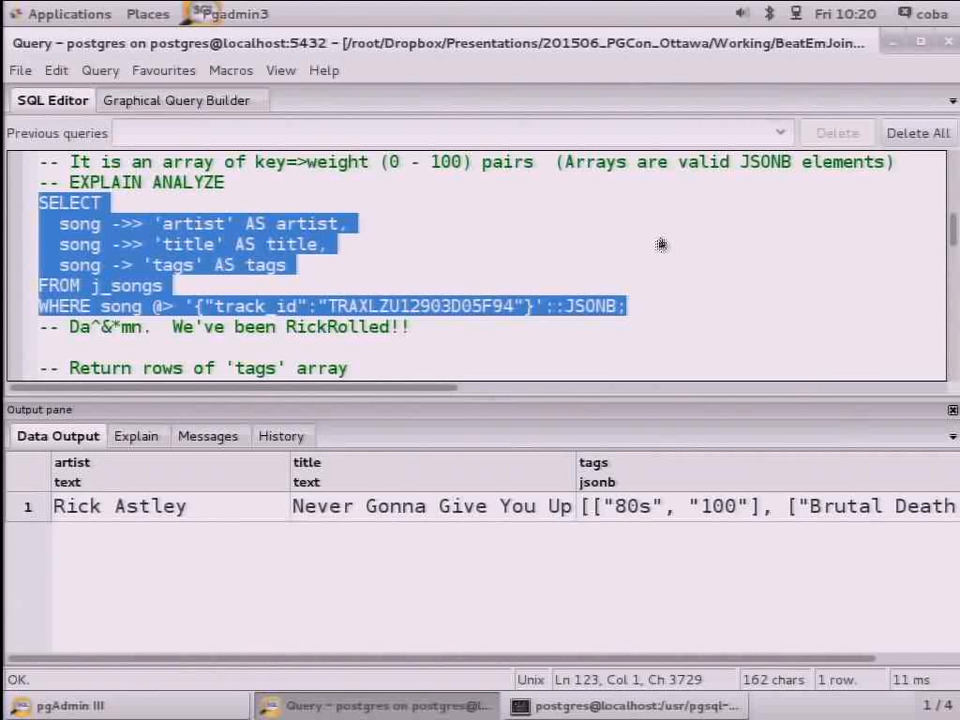 Applications Places Pgadmin3 Fri 10:20 coba
Query - postgres on postgres@localhost:5432 - [/root/Dropbox/Presentations/201506_PGCon_Ottawa/Working/BeatEmJoin...
File Edit Query Favourites Macros View Help
SQL Editor Graphical Query Builder
Previous queries Delete Delete All
-- It is an array of key=>weight (0 - 100) pairs (Arrays are valid JSONB elements)
-- EXPLAIN ANALYZE
SELECT
song ->> 'artist' AS artist,
song ->> 'title' AS title,
song -> 'tags' AS tags
FROM j_songs
WHERE song @> '{"track_id":"TRAXLZU12903D05F94"}'::JSONB;
-- Da^&*mn. We've been RickRolled!!
-- Return rows of 'tags' array
Output pane
Data Output Explain Messages History
artist title tags
text text jsonb
1 Rick Astley Never Gonna Give You Up [["80s", "100"], ["Brutal Death
OK. Unix Ln 123, Col 1, Ch 3729 162 chars 1 row. 11 ms
pgAdmin III Query - postgres on postgres@l... postgres@localhost:/usr/pgsql-... 1 / 4